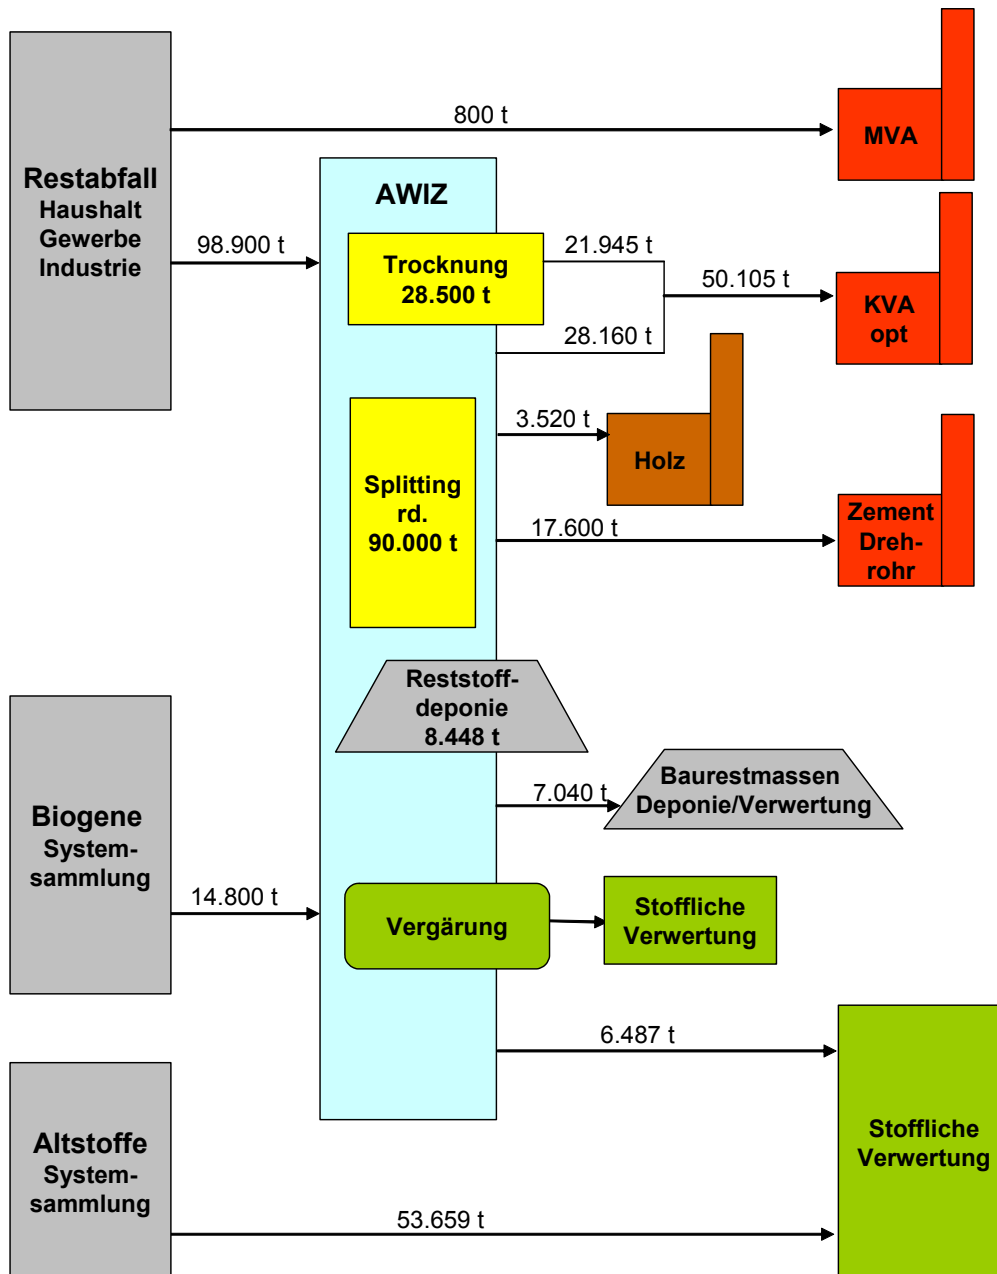 800 t
MVA
Restabfall
Haushalt
Gewerbe
Industrie
98.900 t
AWIZ
Trocknung
28.500 t
21.945 t
28.160 t
50.105 t
KVA
opt
3.520 t
Holz
Splitting
rd.
90.000 t
17.600 t
Zement
Dreh-
rohr
Reststoff-
deponie
8.448 t
7.040 t
Baurestmassen
Deponie/Verwertung
Biogene
System-
sammlung
14.800 t
Vergärung
Stoffliche
Verwertung
6.487 t
Altstoffe
System-
sammlung
53.659 t
Stoffliche
Verwertung